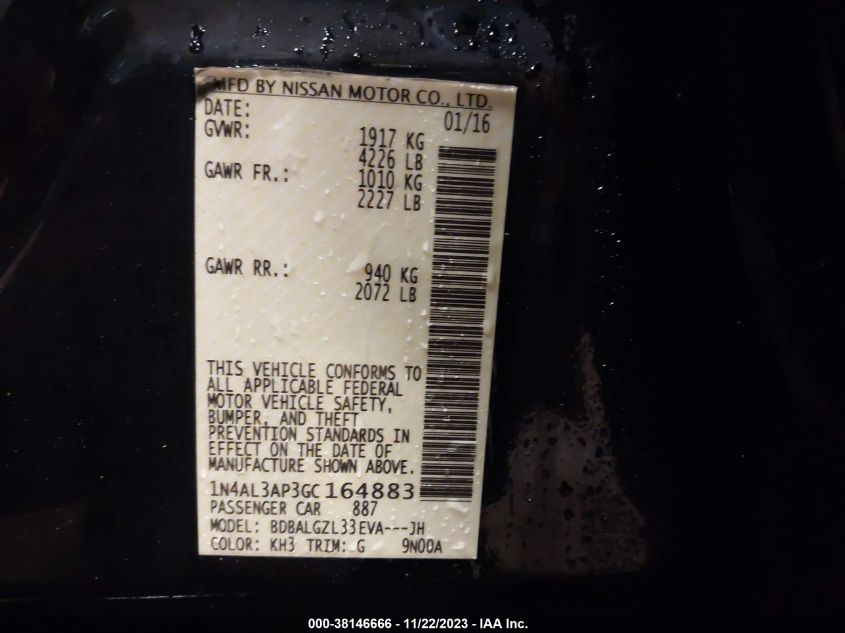 MFD BY NISSAN MOTOR CO., LTD.
DATE: 01/16
GVWR: 1917 KG
4226 LB
GAWR FR.: 1010 KG
2227 LB
GAWR RR.: 940 KG
2072 LB
THIS VEHICLE CONFORMS TO
ALL APPLICABLE FEDERAL
MOTOR VEHICLE SAFETY,
BUMPER, AND THEFT
PREVENTION STANDARDS IN
EFFECT ON THE DATE OF
MANUFACTURE SHOWN ABOVE.
1N4AL3AP3GC164883
PASSENGER CAR 887
MODEL: BDBALGZL33EVA---JH
COLOR: KH3 TRIM: G 9N00A
000-38146666 - 11/22/2023 - IAA Inc.